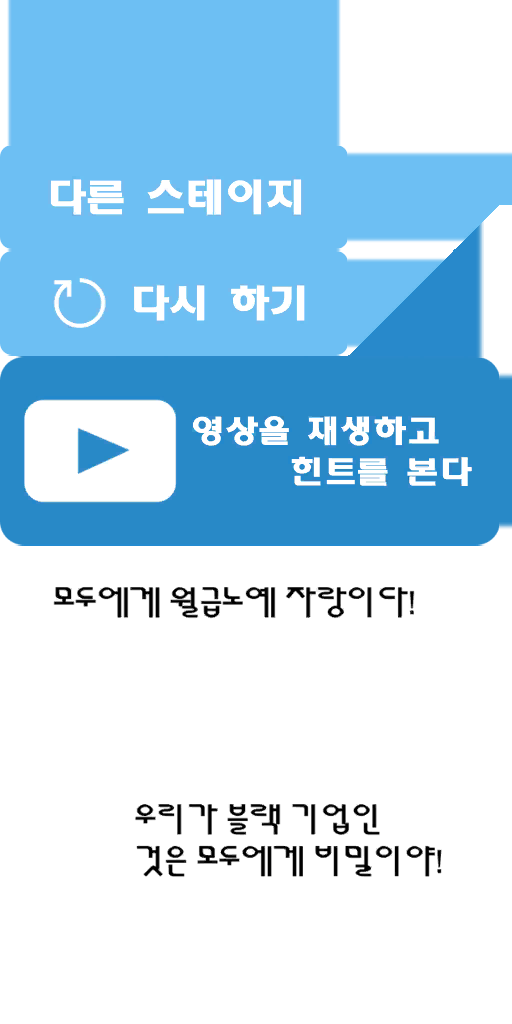 다른 스테이지
다시 하기
영상을 재생하고
힌트를 본다
모두에게 월급노예 자랑이다!
우리가 블랙 기업인
것은 모두에게 비밀이야!